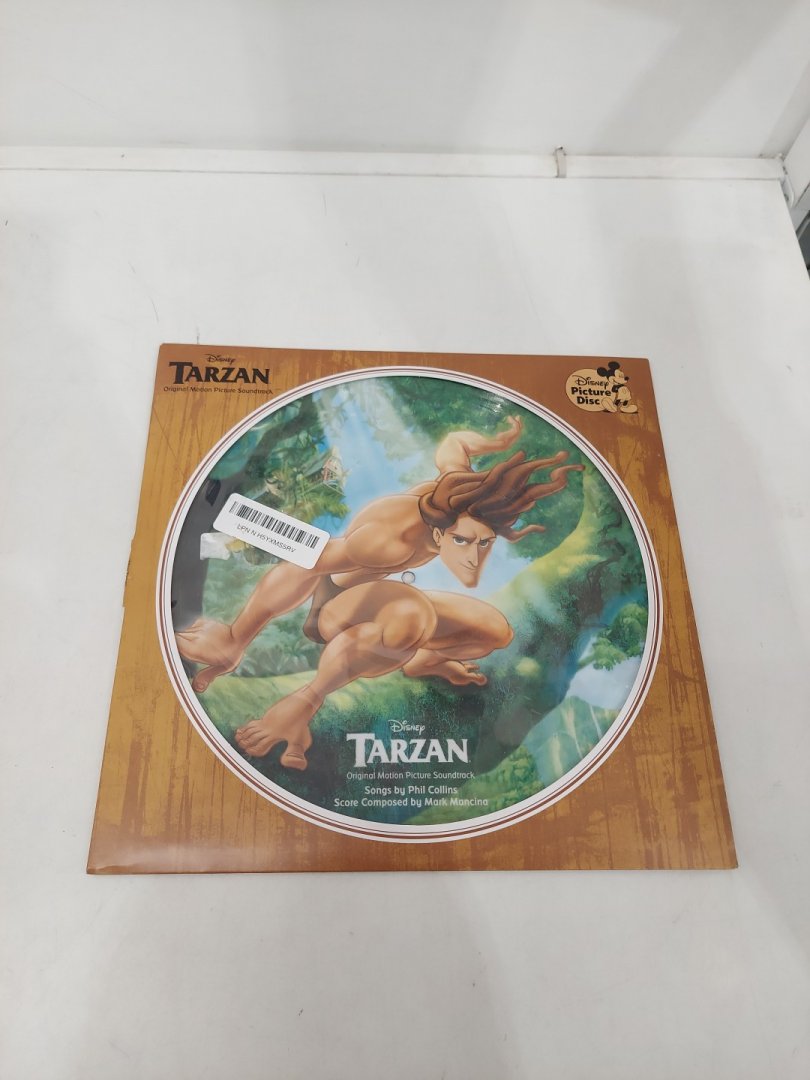 Disney
TARZAN
Original Motion Picture Soundtrack
Disney
Picture
Disc
Disney
TARZAN
Original Motion Picture Soundtrack
Songs by Phil Collins
Score Composed by Mark Mancina